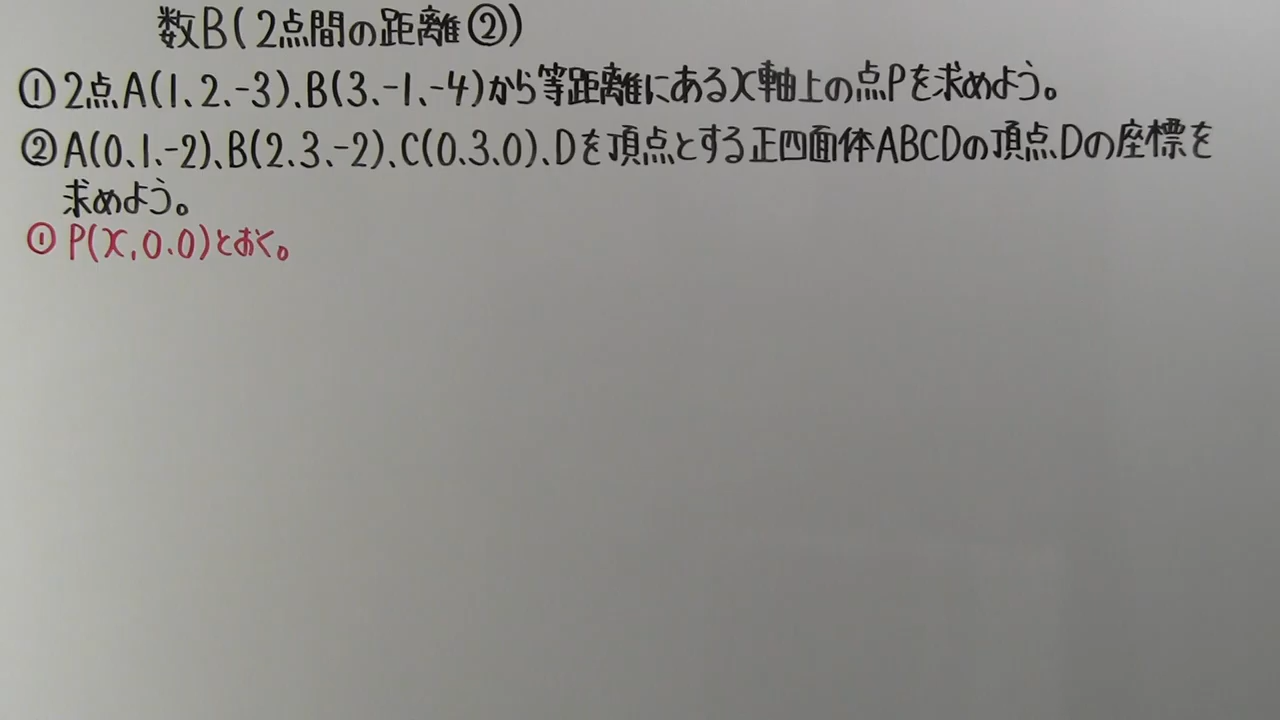 数B(2点間の距離②)
①2点A(1、2、-3)、B(3、-1、-4)から等距離にあるx軸上の点Pを求めよう。
②A(0、1、-2)、B(2、3、-2)、C(0、3、0)、Dを頂点とする正四面体ABCDの頂点Dの座標を
求めよう。
①P(x、0、0)とおく。